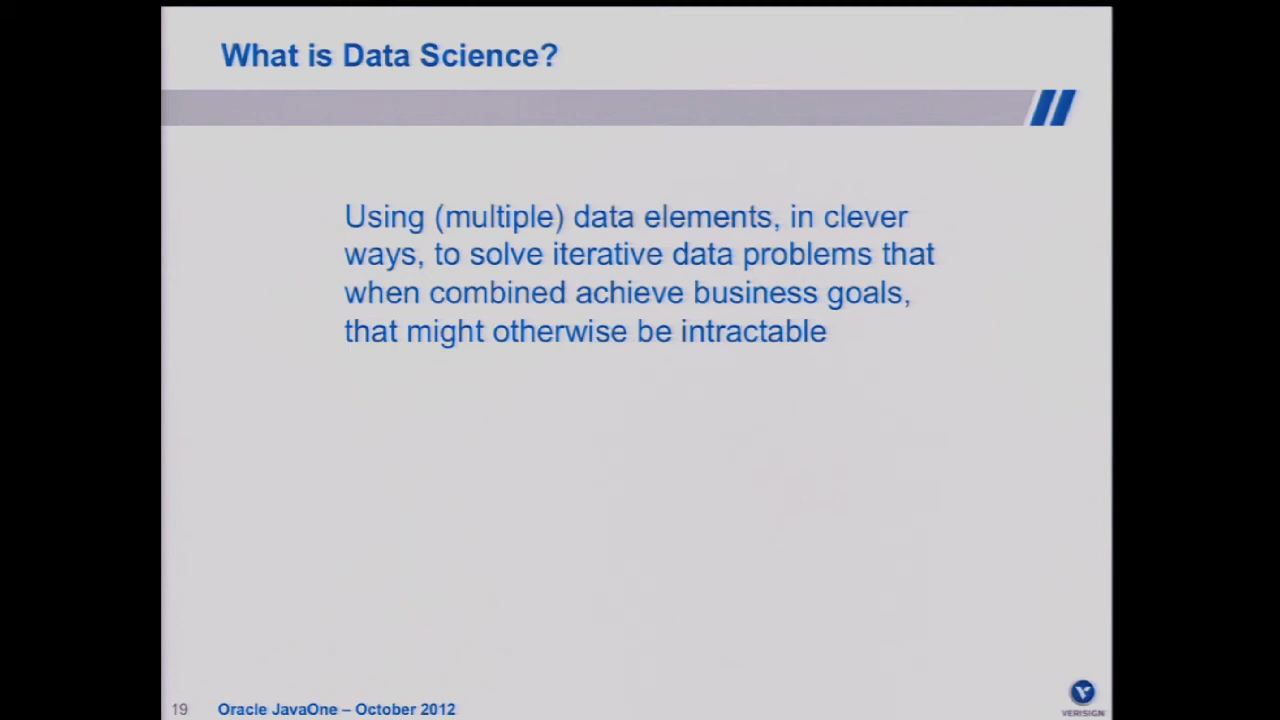 What is Data Science?
Using (multiple) data elements, in clever
ways, to solve iterative data problems that
when combined achieve business goals,
that might otherwise be intractable
19
Oracle JavaOne – October 2012
VERISIGN